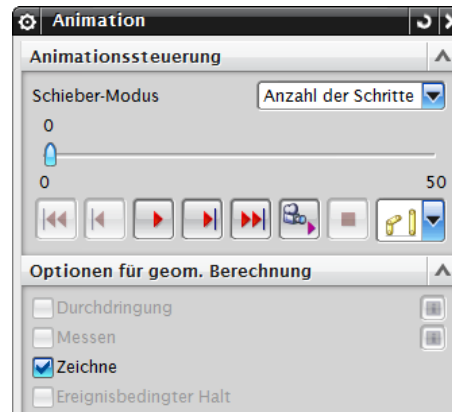 Animation
Animationssteuerung
Schieber-Modus Anzahl der Schritte
0
0 50
Optionen für geom. Berechnung
Durchdringung
Messen
Zeichne
Ereignisbedingter Halt